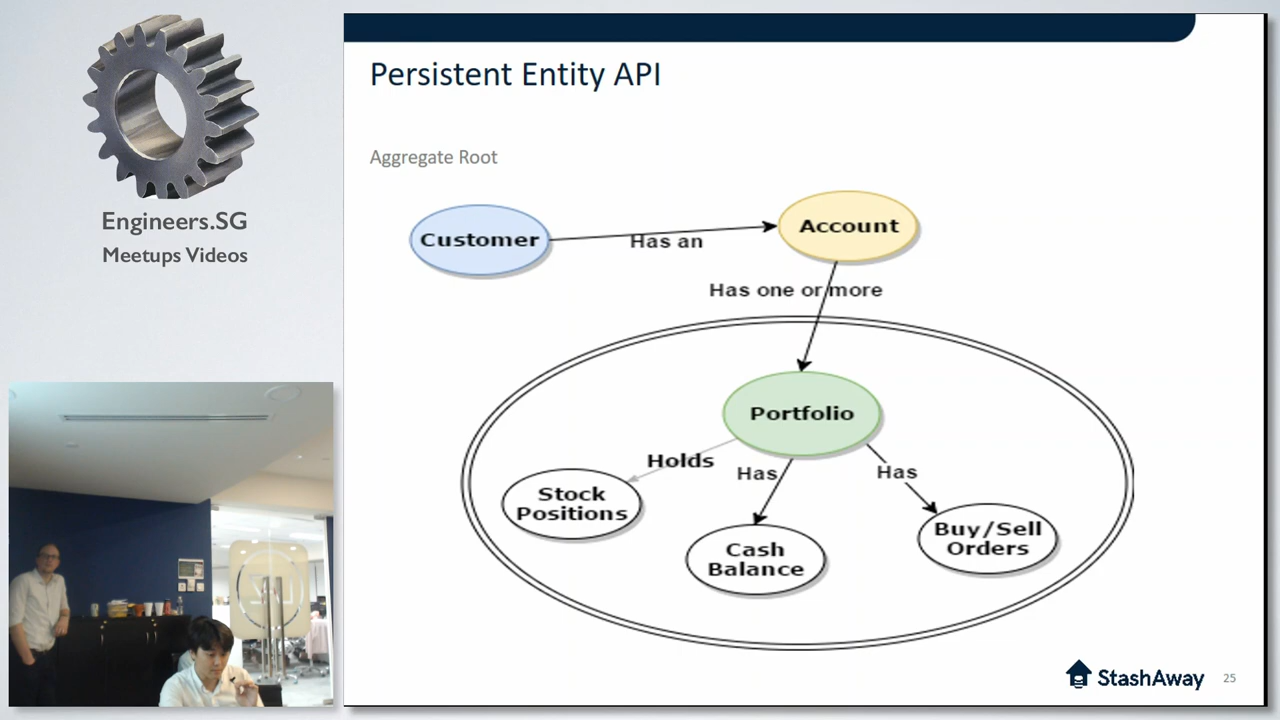 Engineers.SG
Meetups Videos
Persistent Entity API
Aggregate Root
Customer
Has an
Account
Has one or more
Portfolio
Holds
Has
Has
Stock
Positions
Cash
Balance
Buy/Sell
Orders
StashAway
25